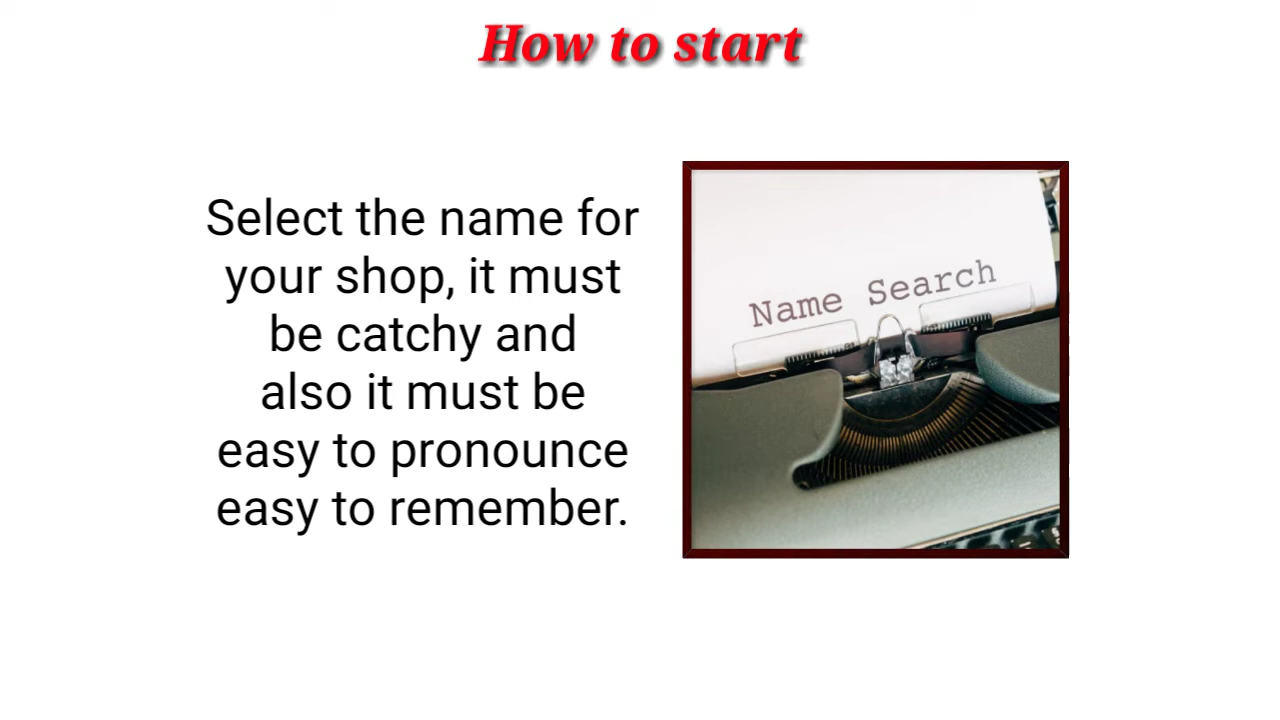 How to start
Select the name for
your shop, it must
be catchy and
also it must be
easy to pronounce
easy to remember.
Name Search